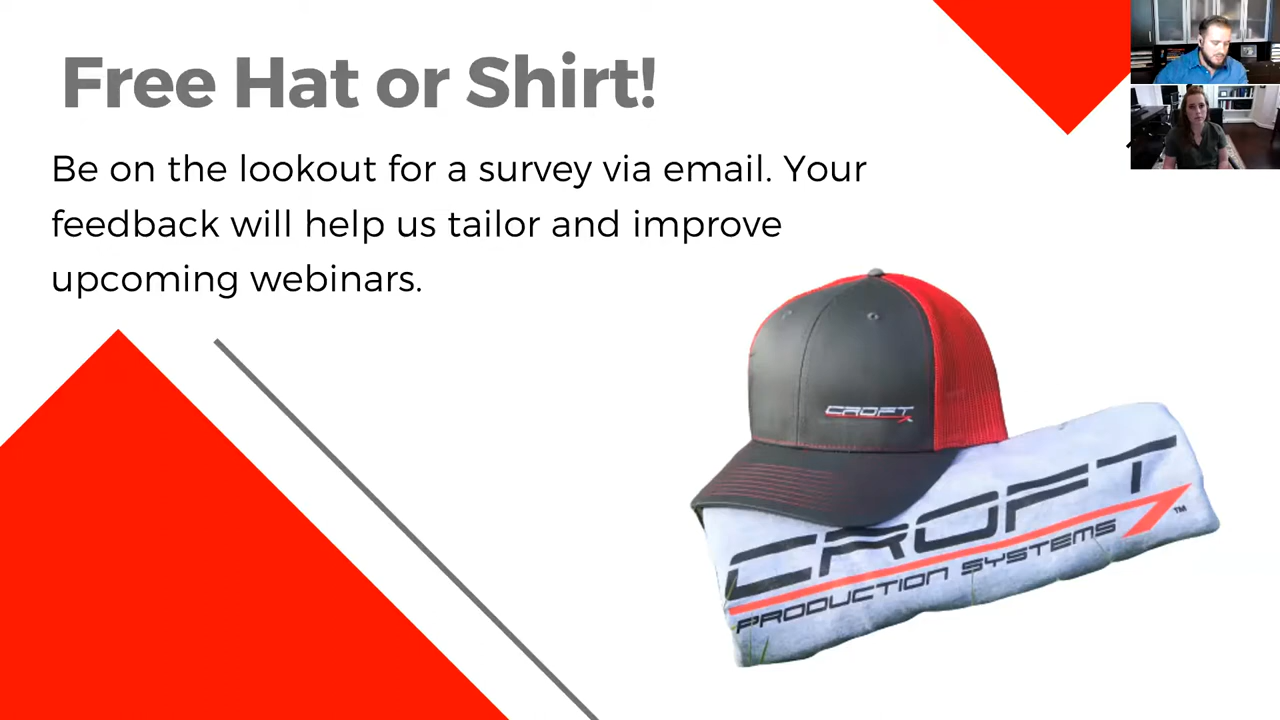 Free Hat or Shirt!
Be on the lookout for a survey via email. Your
feedback will help us tailor and improve
upcoming webinars.
CROFT
CROFT
PRODUCTION SYSTEMS
TM